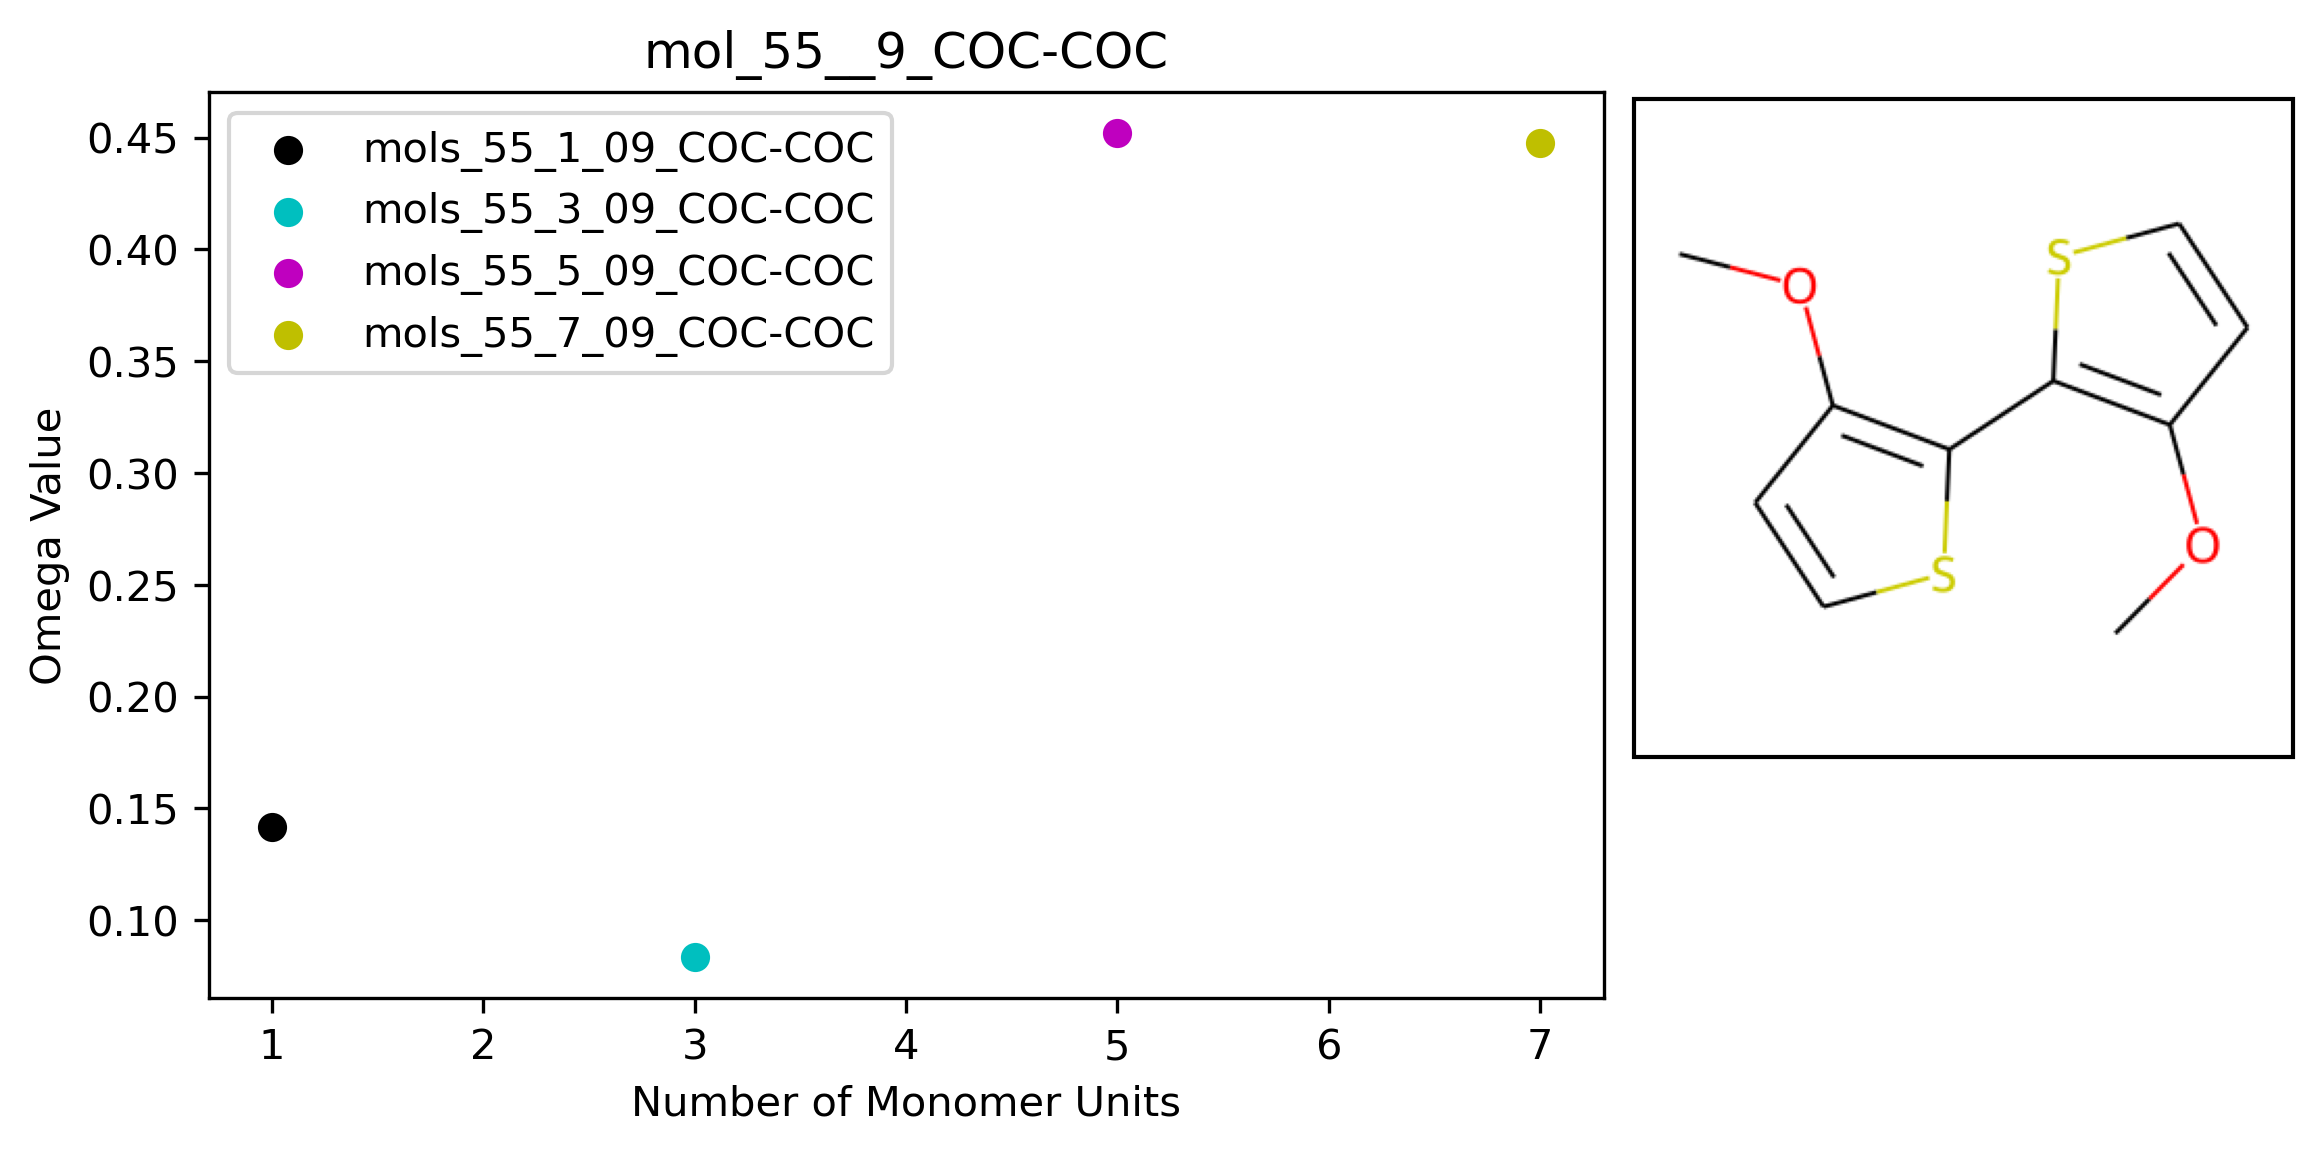 mol_55__9_COC-COC
mols_55_1_09_COC-COC
mols_55_3_09_COC-COC
mols_55_5_09_COC-COC
mols_55_7_09_COC-COC
Omega Value
0.45
0.40
0.35
0.30
0.25
0.20
0.15
0.10
1 2 3 4 5 6 7
Number of Monomer Units
S
O
O
S